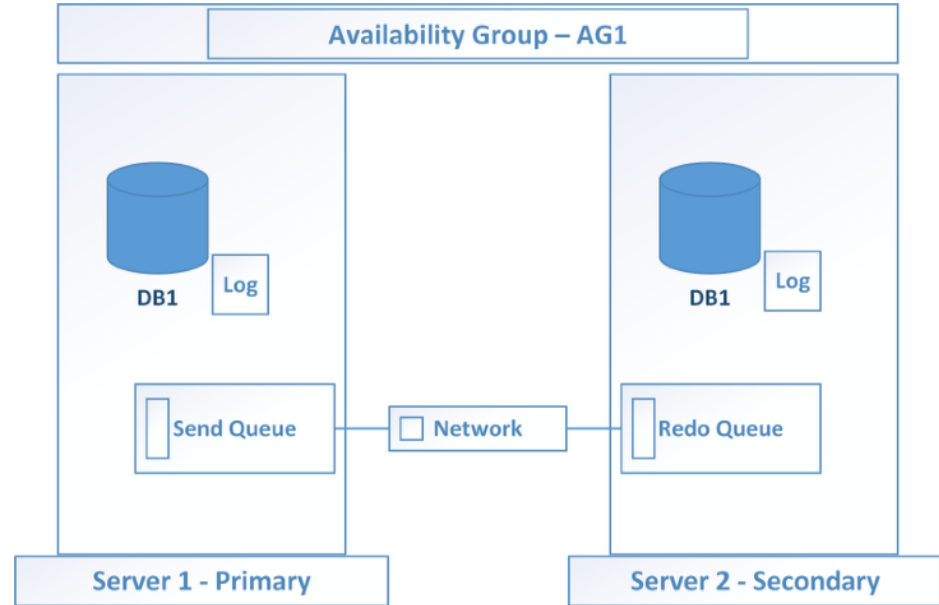 Availability Group – AG1
Log
DB1
Log
DB1
Send Queue
Network
Redo Queue
Server 1 - Primary
Server 2 - Secondary